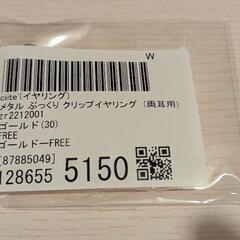 W
ciite'(イヤリング)
メタル ぷっくり クリップイヤリング (両耳用)
zr2212001
ゴールド(30)
FREE
ゴールドーFREE
[87885049]
128655 5150